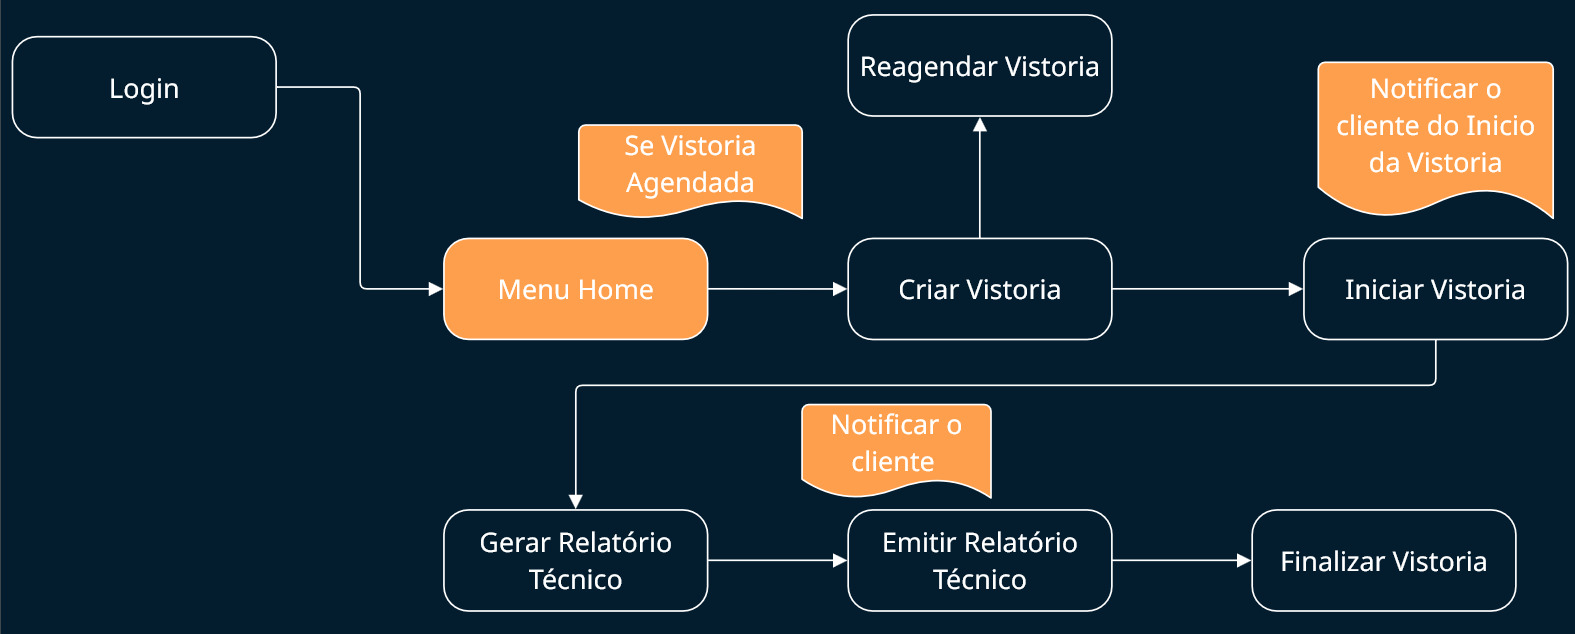 Login
Reagendar Vistoria
Notificar o
cliente do Inicio
da Vistoria
Se Vistoria
Agendada
Menu Home
Criar Vistoria
Iniciar Vistoria
Notificar o
cliente
Gerar Relatório
Técnico
Emitir Relatório
Técnico
Finalizar Vistoria